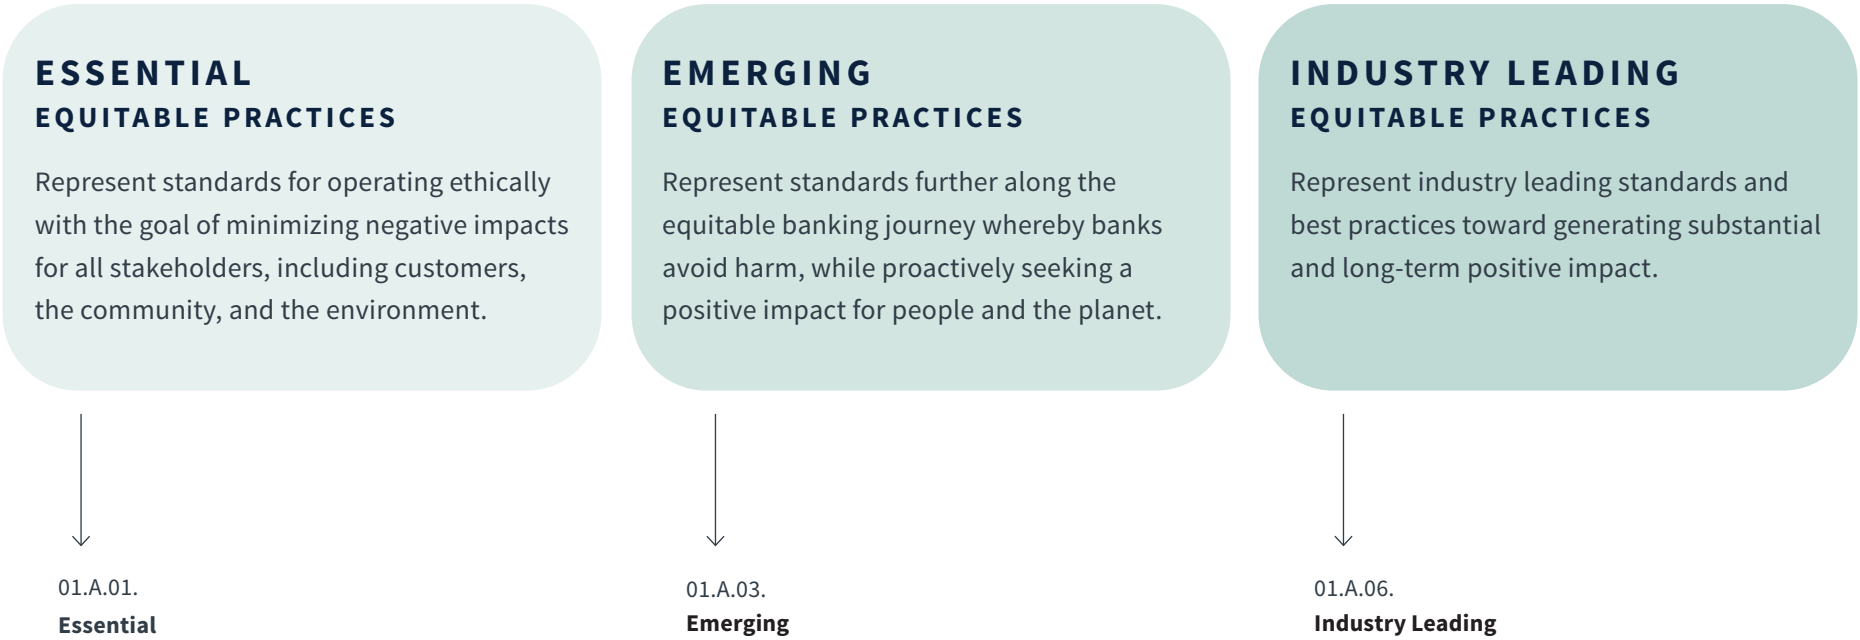 ESSENTIAL
EQUITABLE PRACTICES
Represent standards for operating ethically
with the goal of minimizing negative impacts
for all stakeholders, including customers,
the community, and the environment.
EMERGING
EQUITABLE PRACTICES
Represent standards further along the
equitable banking journey whereby banks
avoid harm, while proactively seeking a
positive impact for people and the planet.
INDUSTRY LEADING
EQUITABLE PRACTICES
Represent industry leading standards and
best practices toward generating substantial
and long-term positive impact.
01.A.01.
Essential
01.A.03.
Emerging
01.A.06.
Industry Leading